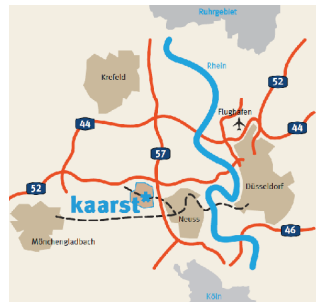 Ruhrgebiet
Rhein
Krefeld
52
Flughafen
44
44
57
52
kaarst
Düsseldorf
Neuss
Mönchengladbach
46
Köln